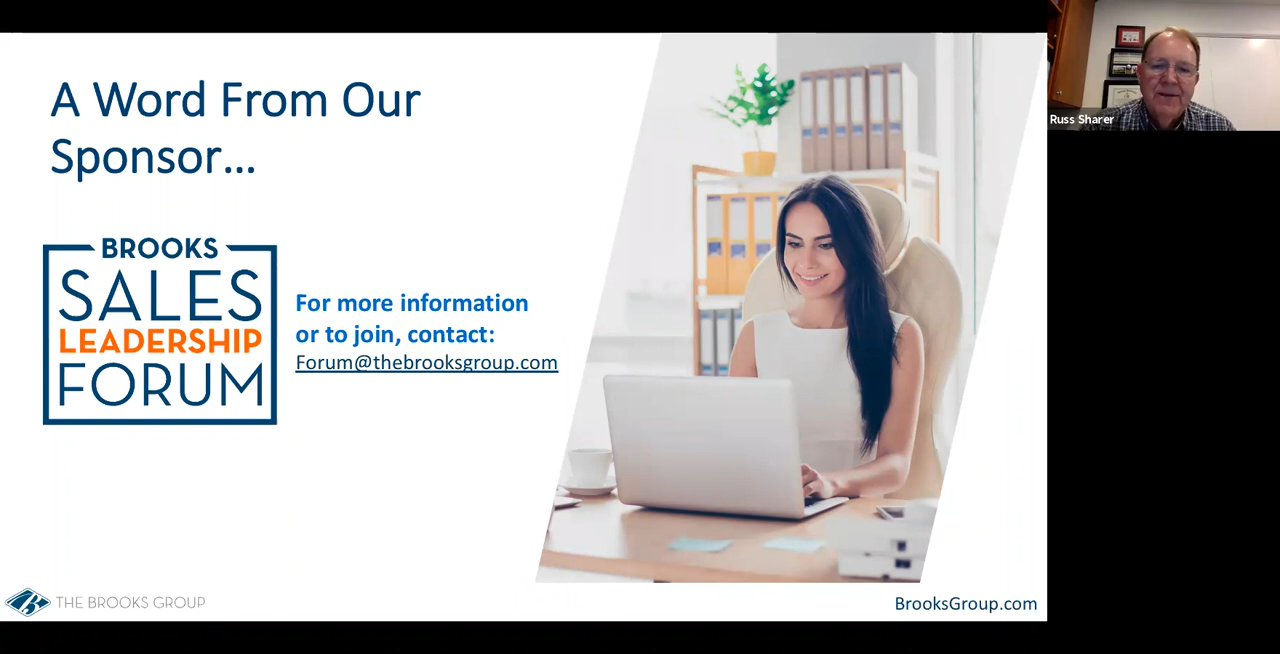 A Word From Our
Sponsor...
BROOKS
SALES
LEADERSHIP
FORUM
For more information
or to join, contact:
Forum@thebrooksgroup.com
THE BROOKS GROUP
BrooksGroup.com
Russ Sharer